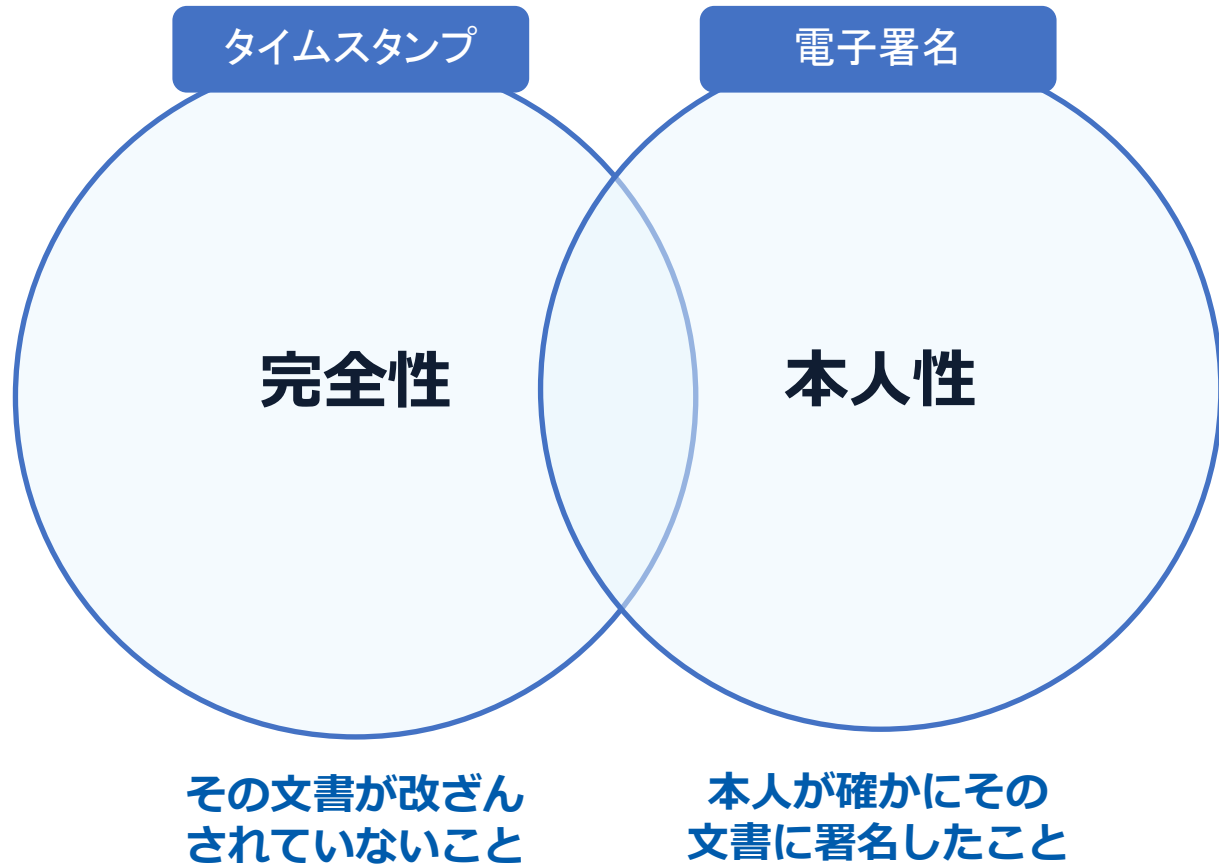 タイムスタンプ
電子署名
完全性
本人性
その文書が改ざん
されていないこと
本人が確かにその
文書に署名したこと